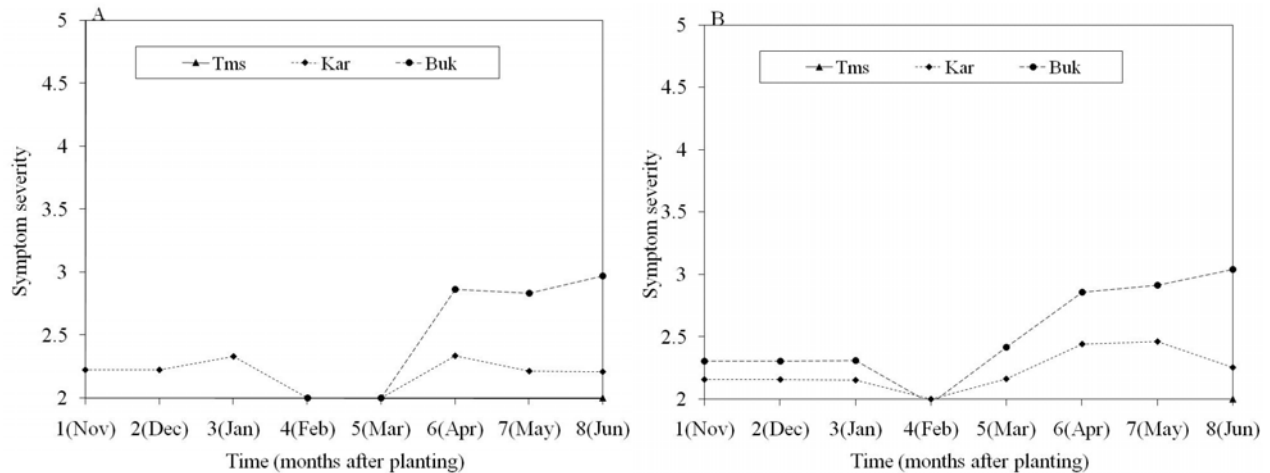 A
Tms Kar Buk
5
4.5
4
3.5
3
2.5
2
Symptom severity
1(Nov) 2(Dec) 3(Jan) 4(Feb) 5(Mar) 6(Apr) 7(May) 8(Jun)
Time (months after planting)
B
Tms Kar Buk
5
4.5
4
3.5
3
2.5
2
Symptom severity
1(Nov) 2(Dec) 3(Jan) 4(Feb) 5(Mar) 6(Apr) 7(May) 8(Jun)
Time (months after planting)